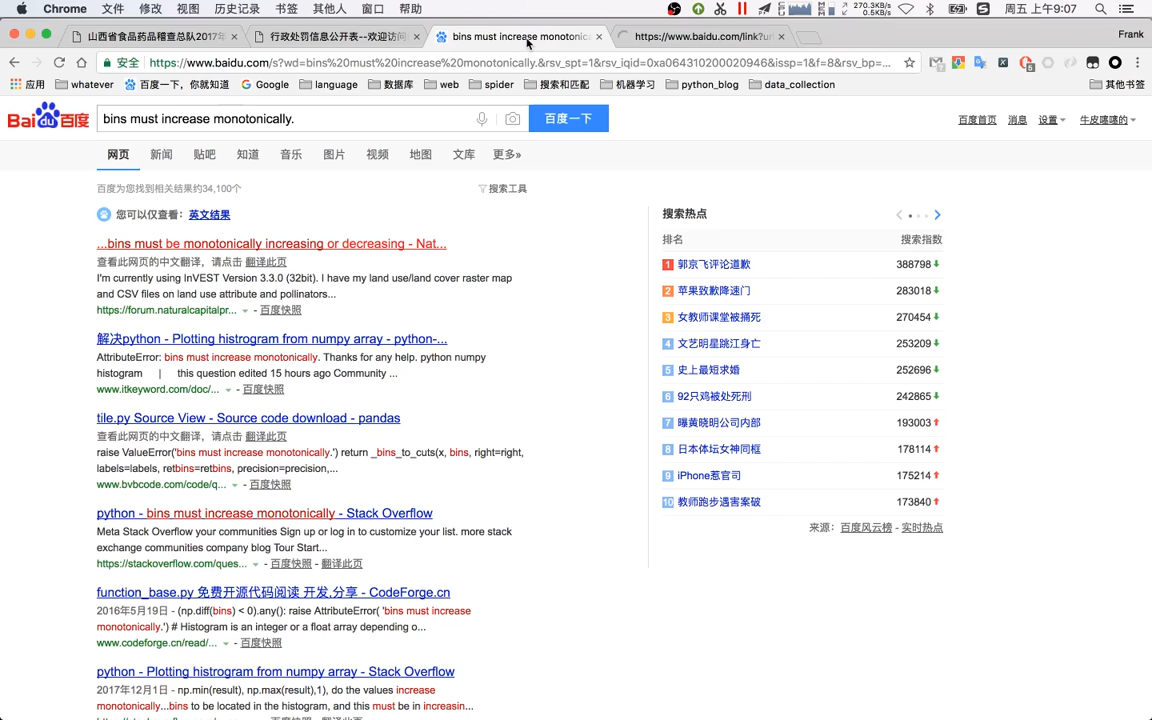 Chrome 文件 修改 视图 历史记录 书签 其他人 窗口 帮助 270.3KB/s 0.5KB/s 周五 上午9:07
山西省食品药品稽查总队2017年 行政处罚信息公开表--欢迎访问 bins must increase monotonic https://www.baidu.com/link?ur Frank
安全 https://www.baidu.com/s?wd=bins%20must%20increase%20monotonically.&rsv_spt=1&rsv_iqid=0xa064310200020946&issp=1&f=8&rsv_bp=...
应用 whatever 百度一下，你就知道 Google language 数据库 web spider 搜索和匹配 机器学习 python_blog data_collection 其他书签
Bai du 百度 bins must increase monotonically. 百度一下 百度首页 消息 设置 牛皮噻噻的
网页 新闻 贴吧 知道 音乐 图片 视频 地图 文库 更多»
百度为您找到相关结果约34,100个 搜索工具
您可以仅查看：英文结果
...bins must be monotonically increasing or decreasing - Nat...
查看此网页的中文翻译，请点击 翻译此页
I'm currently using InVEST Version 3.3.0 (32bit). I have my land use/land cover raster map
and CSV files on land use attribute and pollinators...
https://forum.naturalcapitalpr... - 百度快照
解决python - Plotting histrogram from numpy array - python-...
AttributeError: bins must increase monotonically. Thanks for any help. python numpy
histogram | this question edited 15 hours ago Community ...
www.itkeyword.com/doc/... - 百度快照
tile.py Source View - Source code download - pandas
查看此网页的中文翻译，请点击 翻译此页
raise ValueError('bins must increase monotonically.') return _bins_to_cuts(x, bins, right=right,
labels=labels, retbins=retbins, precision=precision,...
www.bvbcode.com/code/q... - 百度快照
python - bins must increase monotonically - Stack Overflow
Meta Stack Overflow your communities Sign up or log in to customize your list. more stack
exchange communities company blog Tour Start...
https://stackoverflow.com/ques... - 百度快照 - 翻译此页
function_base.py 免费开源代码阅读 开发,分享 - CodeForge.cn
2016年5月19日 - (np.diff(bins) < 0).any(): raise AttributeError( 'bins must increase
monotonically.') # Histogram is an integer or a float array depending o...
www.codeforge.cn/read/... - 百度快照
python - Plotting histrogram from numpy array - Stack Overflow
2017年12月1日 - np.min(result), np.max(result),1), do the values increase
monotonically...bins to be located in the histogram, and this must be in increasin...
搜索热点
排名 搜索指数
1 郭京飞评论道歉 388798
2 苹果致歉降速门 283018
3 女教师课堂被捅死 270454
4 文艺明星跳江身亡 253209
5 史上最短求婚 252696
6 92只鸡被处死刑 242865
7 曝黄晓明公司内部 193003
8 日本体坛女神同框 178114
9 iPhone惹官司 175214
10 教师跑步遇害案破 173840
来源：百度风云榜 - 实时热点